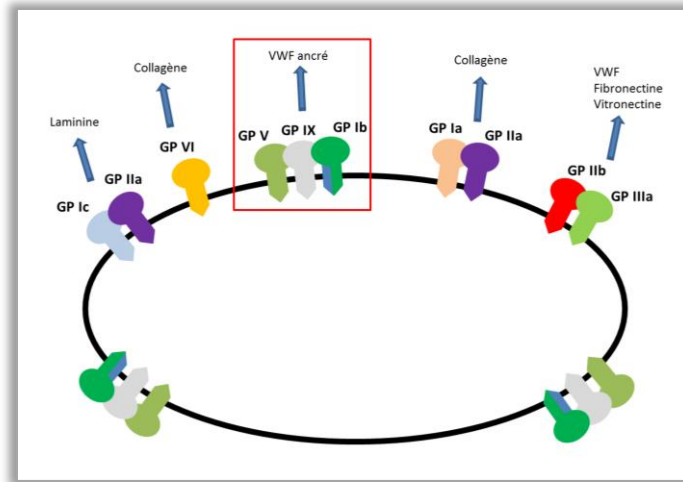 Laminine
GP Ic
GP IIa
Collagène
GP VI
VWF ancré
GP V
GP IX
GP Ib
Collagène
GP Ia
GP IIa
VWF
Fibronectine
Vitronectine
GP IIb
GP IIIa